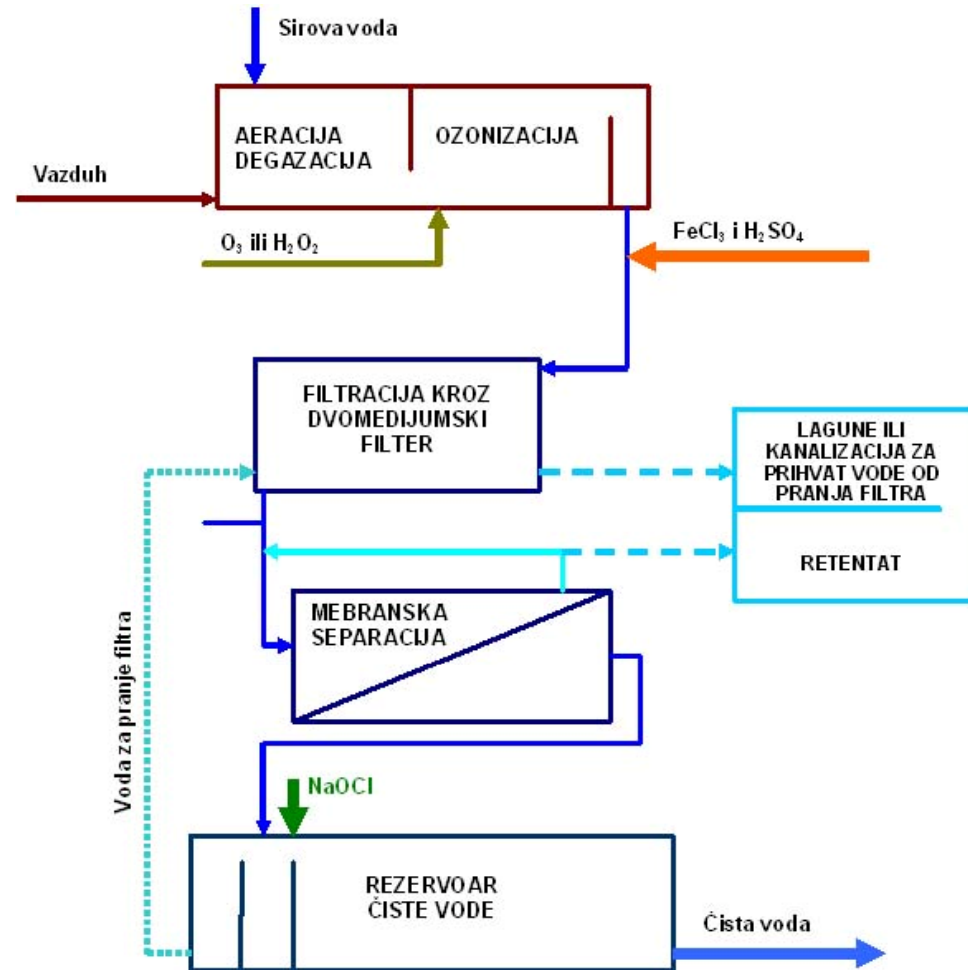 Sirova voda
AERACIJA
DEGAZACIJA
OZONIZACIJA
Vazduh
O₃ ili H₂O₂
FeCl₃ i H₂SO₄
FILTRACIJA KROZ
DVOMEDIJUMSKI
FILTER
LAGUNE ILI
KANALIZACIJA ZA
PRIHVAT VODE OD
PRANJA FILTRA
RETENTAT
MEBRANSKA
SEPARACIJA
Voda za pranje filtra
NaOCl
REZERVOAR
ČISTE VODE
Čista voda